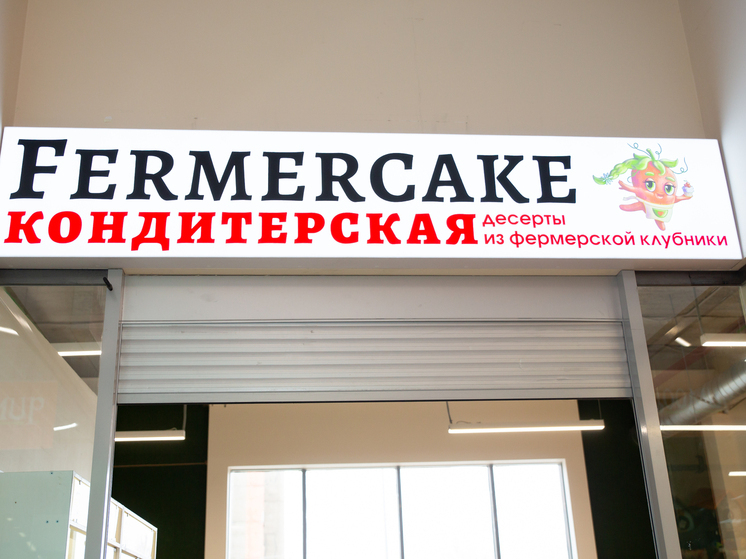 FERMERCAKE
КОНДИТЕРСКАЯ
десерты
из фермерской клубники